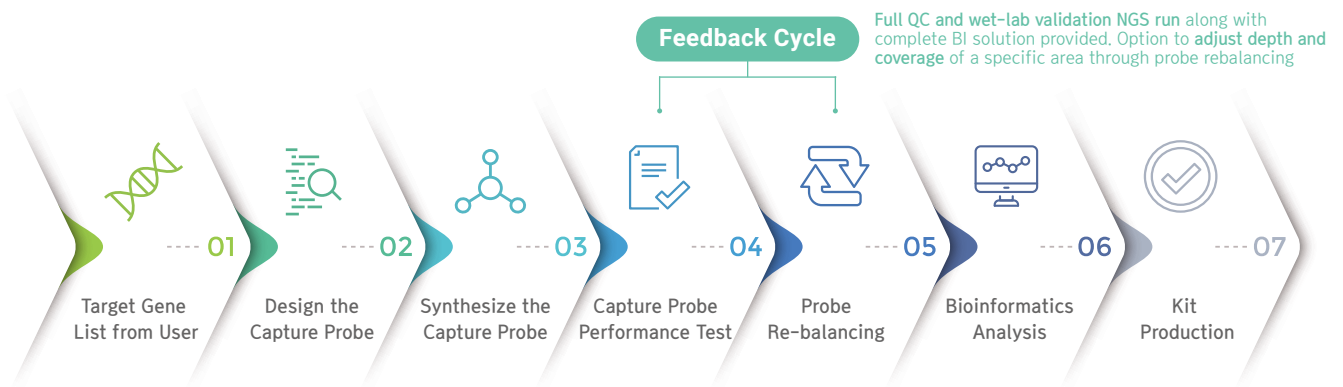 Feedback Cycle
Full QC and wet-lab validation NGS run along with
complete BI solution provided. Option to adjust depth and
coverage of a specific area through probe rebalancing
01
Target Gene
List from User
02
Design the
Capture Probe
03
Synthesize the
Capture Probe
04
Capture Probe
Performance Test
05
Probe
Re-balancing
06
Bioinformatics
Analysis
07
Kit
Production